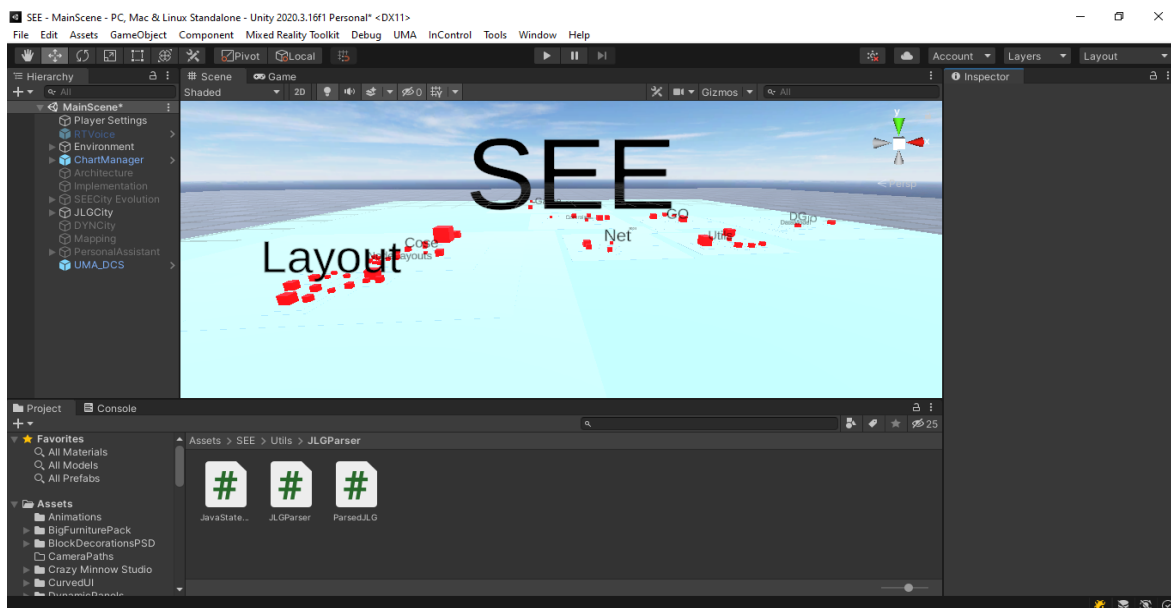 SEE - MainScene - PC, Mac & Linux Standalone - Unity 2020.3.16f1 Personal* <DX11>
File Edit Assets GameObject Component Mixed Reality Toolkit Debug UMA InControl Tools Window Help
Pivot Local Account Layers Layout
Hierarchy
All
MainScene*
Player Settings
RTVoice
Environment
ChartManager
Architecture
Implementation
SEECity Evolution
JLGCity
DYNCity
Mapping
PersonalAssistant
UMA_DCS
Scene Game
Shaded 2D 0 Gizmos All
y
x
Persp
SEE
GO
Net
Utils
DG
Cose
Layout
Inspector
Project Console
25
Favorites
All Materials
All Models
All Prefabs
Assets
Animations
BigFurniturePack
BlockDecorationsPSD
CameraPaths
Crazy Minnow Studio
CurvedUI
DynamicPanels
Assets > SEE > Utils > JLGParser
JavaState...
JLGParser
ParsedJLG